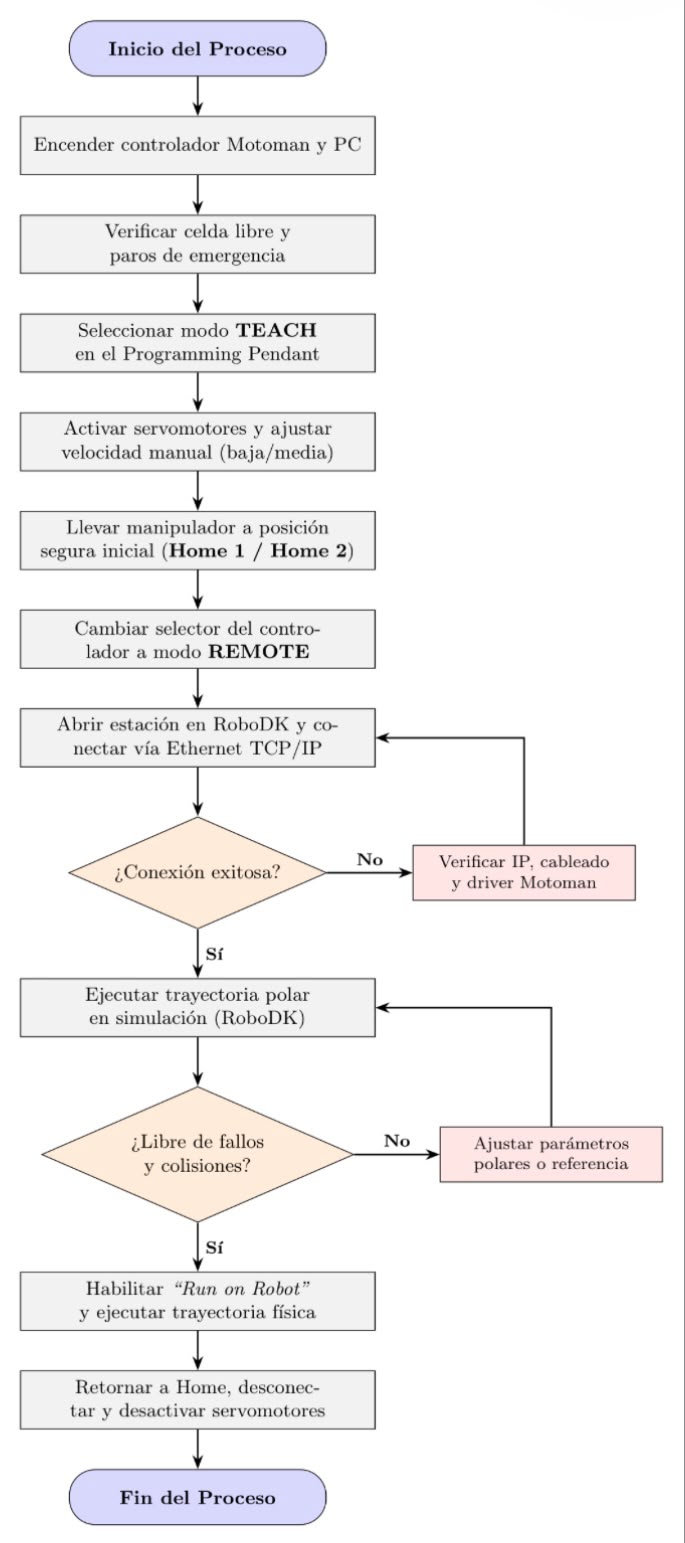 Inicio del Proceso
Encender controlador Motoman y PC
Verificar celda libre y
paros de emergencia
Seleccionar modo TEACH
en el Programming Pendant
Activar servomotores y ajustar
velocidad manual (baja/media)
Llevar manipulador a posición
segura inicial (Home 1 / Home 2)
Cambiar selector del contro-
lador a modo REMOTE
Abrir estación en RoboDK y co-
nectar vía Ethernet TCP/IP
¿Conexión exitosa?
No
Verificar IP, cableado
y driver Motoman
Sí
Ejecutar trayectoria polar
en simulación (RoboDK)
¿Libre de fallos
y colisiones?
No
Ajustar parámetros
polares o referencia
Sí
Habilitar “Run on Robot”
y ejecutar trayectoria física
Retornar a Home, desconec-
tar y desactivar servomotores
Fin del Proceso